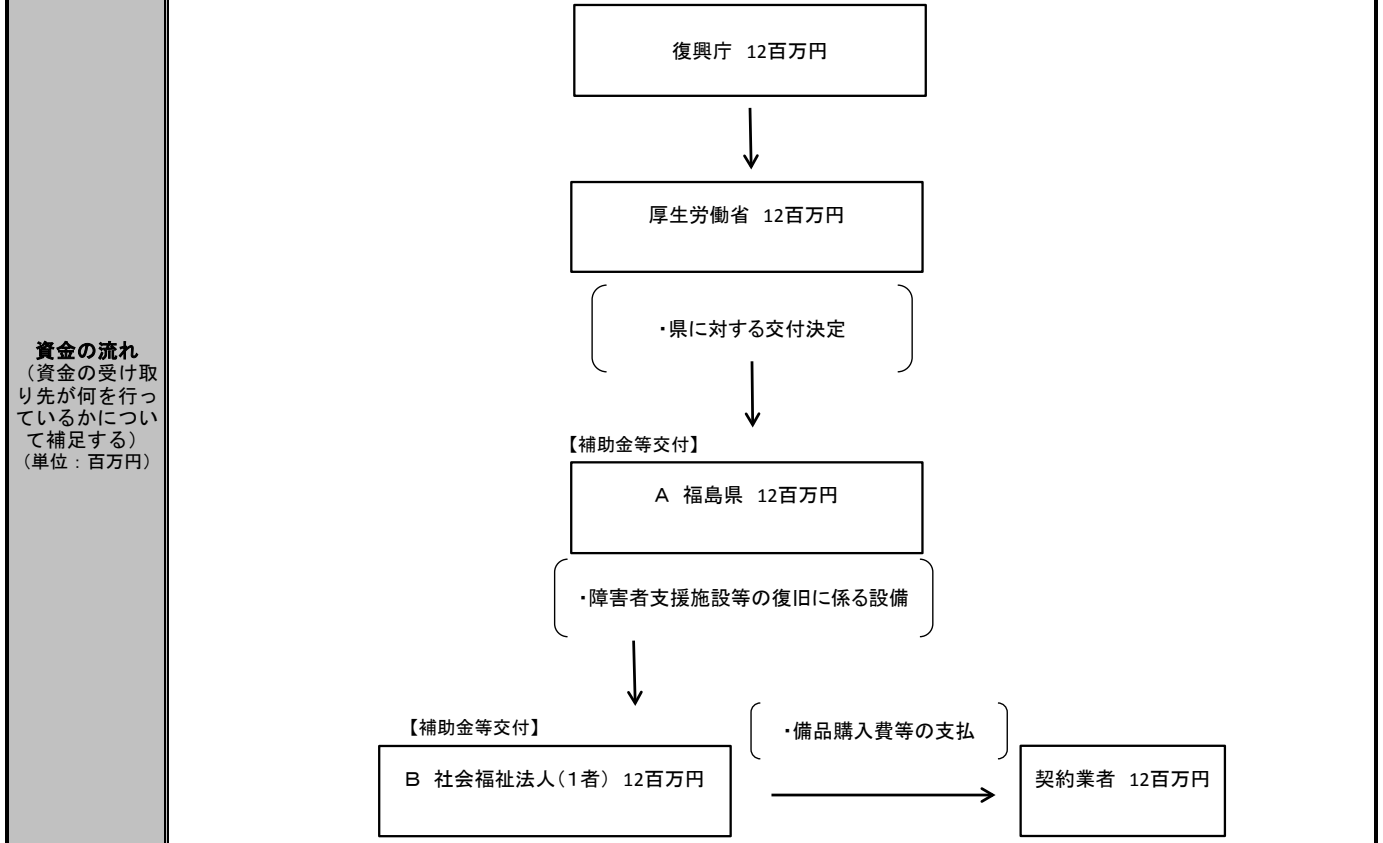 復興庁 12百万円
厚生労働省 12百万円
・県に対する交付決定
資金の流れ
（資金の受け取
り先が何を行っ
ているかについ
て補足する）
（単位：百万円）
【補助金等交付】
A 福島県 12百万円
・障害者支援施設等の復旧に係る設備
【補助金等交付】
・備品購入費等の支払
B 社会福祉法人（１者） 12百万円
契約業者 12百万円